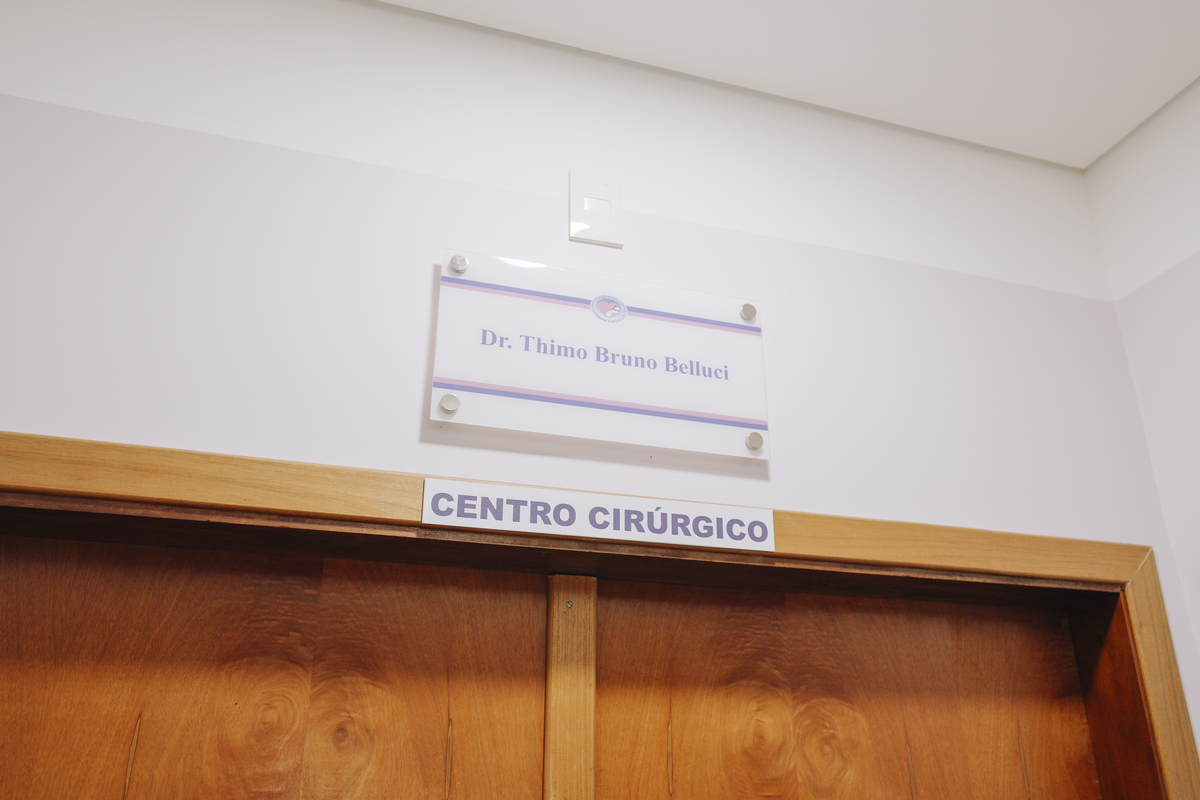 Dr. Thimo Bruno Belluci
CENTRO CIRÚRGICO